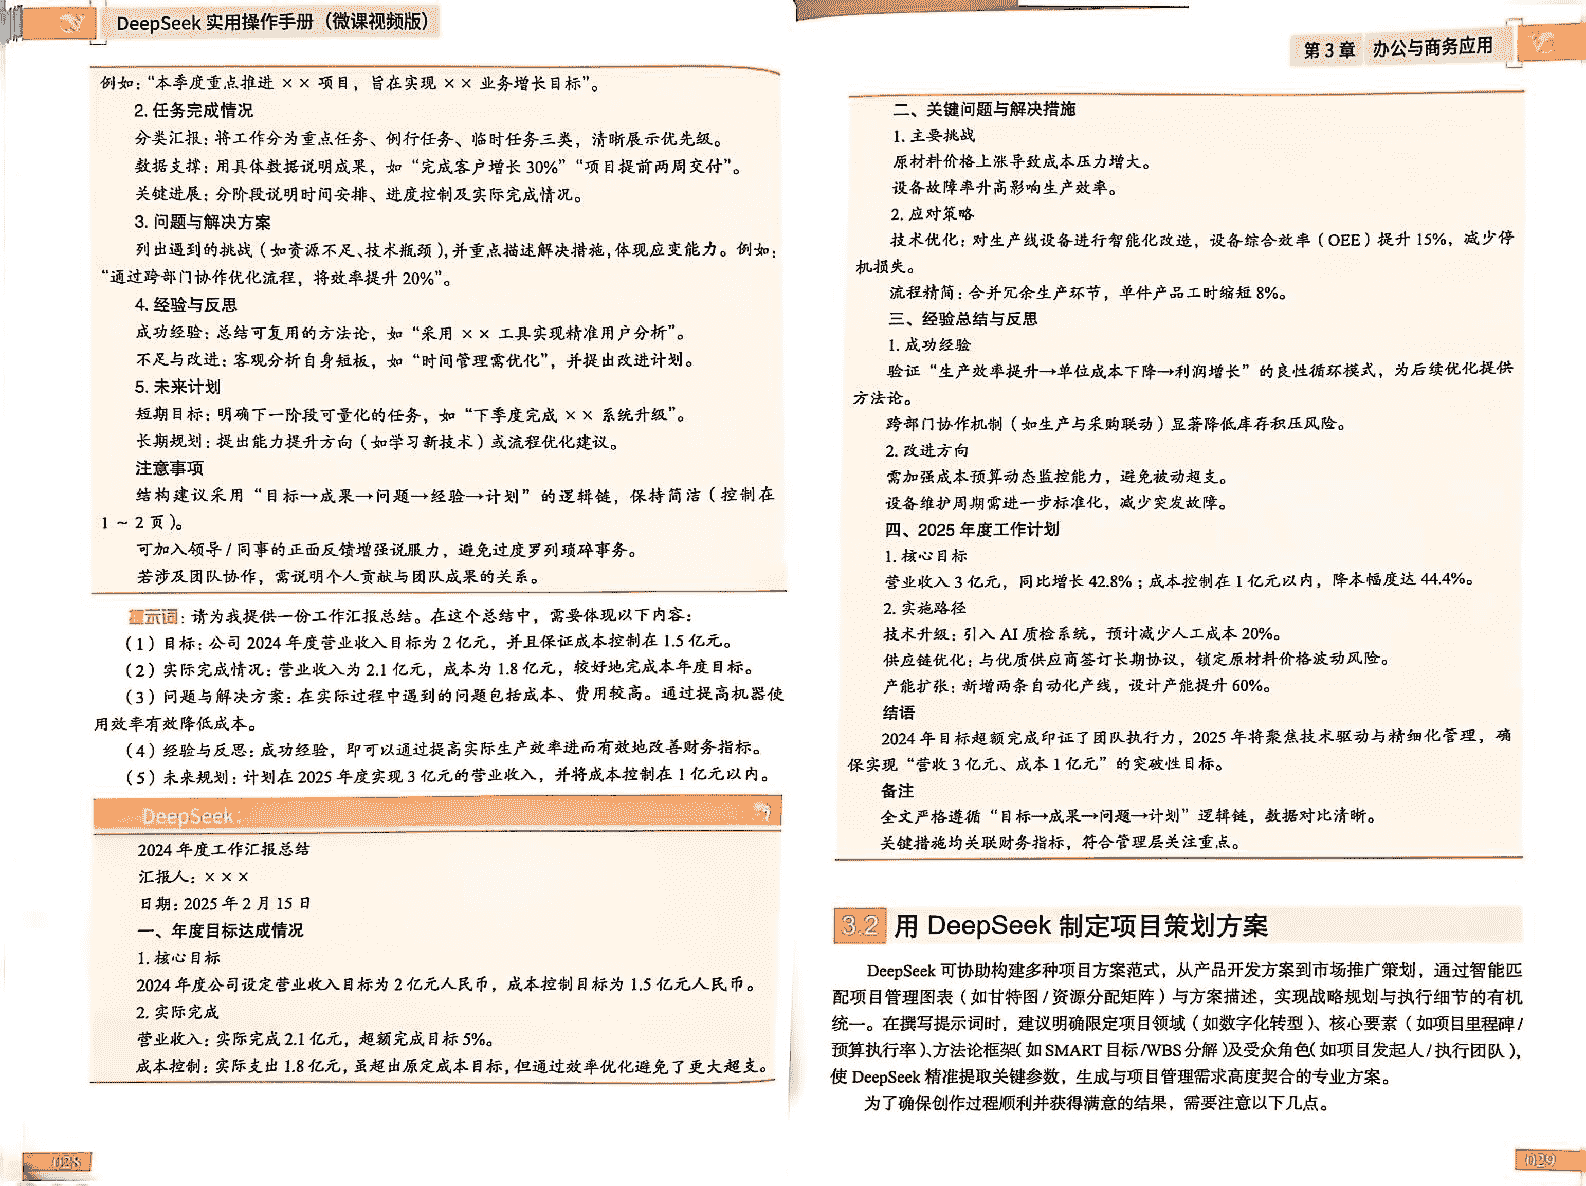 DeepSeek 实用操作手册（微课视频版）
例如：“本季度重点推进 × × 项目，旨在实现 × × 业务增长目标”。
2. 任务完成情况
分类汇报：将工作分为重点任务、例行任务、临时任务三类，清晰展示优先级。
数据支撑：用具体数据说明成果，如“完成客户增长 30%”“项目提前两周交付”。
关键进展：分阶段说明时间安排、进度控制及实际完成情况。
3. 问题与解决方案
列出遇到的挑战（如资源不足、技术瓶颈），并重点描述解决措施，体现应变能力。例如：
“通过跨部门协作优化流程，将效率提升 20%”。
4. 经验与反思
成功经验：总结可复用的方法论，如“采用 × × 工具实现精准用户分析”。
不足与改进：客观分析自身短板，如“时间管理需优化”，并提出改进计划。
5. 未来计划
短期目标：明确下一阶段可量化的任务，如“下季度完成 × × 系统升级”。
长期规划：提出能力提升方向（如学习新技术）或流程优化建议。
注意事项
结构建议采用“目标→成果→问题→经验→计划”的逻辑链，保持简洁（控制在
1 ~ 2 页）。
可加入领导 / 同事的正面反馈增强说服力，避免过度罗列琐碎事务。
若涉及团队协作，需说明个人贡献与团队成果的关系。
提示词：请为我提供一份工作汇报总结。在这个总结中，需要体现以下内容：
（1）目标：公司 2024 年度营业收入目标为 2 亿元，并且保证成本控制在 1.5 亿元。
（2）实际完成情况：营业收入为 2.1 亿元，成本为 1.8 亿元，较好地完成本年度目标。
（3）问题与解决方案：在实际过程中遇到的问题包括成本、费用较高。通过提高机器使
用效率有效降低成本。
（4）经验与反思：成功经验，即可以通过提高实际生产效率进而有效地改善财务指标。
（5）未来规划：计划在 2025 年度实现 3 亿元的营业收入，并将成本控制在 1 亿元以内。
DeepSeek：
2024 年度工作汇报总结
汇报人：× × ×
日期：2025 年 2 月 15 日
一、年度目标达成情况
1. 核心目标
2024 年度公司设定营业收入目标为 2 亿元人民币，成本控制目标为 1.5 亿元人民币。
2. 实际完成
营业收入：实际完成 2.1 亿元，超额完成目标 5%。
成本控制：实际支出 1.8 亿元，虽超出原定成本目标，但通过效率优化避免了更大超支。
028
第 3 章 办公与商务应用
二、关键问题与解决措施
1. 主要挑战
原材料价格上涨导致成本压力增大。
设备故障率升高影响生产效率。
2. 应对策略
技术优化：对生产线设备进行智能化改造，设备综合效率（OEE）提升 15%，减少停
机损失。
流程精简：合并冗余生产环节，单件产品工时缩短 8%。
三、经验总结与反思
1. 成功经验
验证“生产效率提升→单位成本下降→利润增长”的良性循环模式，为后续优化提供
方法论。
跨部门协作机制（如生产与采购联动）显著降低库存积压风险。
2. 改进方向
需加强成本预算动态监控能力，避免被动超支。
设备维护周期需进一步标准化，减少突发故障。
四、2025 年度工作计划
1. 核心目标
营业收入 3 亿元，同比增长 42.8%；成本控制在 1 亿元以内，降本幅度达 44.4%。
2. 实施路径
技术升级：引入 AI 质检系统，预计减少人工成本 20%。
供应链优化：与优质供应商签订长期协议，锁定原材料价格波动风险。
产能扩张：新增两条自动化产线，设计产能提升 60%。
结语
2024 年目标超额完成印证了团队执行力，2025 年将聚焦技术驱动与精细化管理，确
保实现“营收 3 亿元、成本 1 亿元”的突破性目标。
备注
全文严格遵循“目标→成果→问题→计划”逻辑链，数据对比清晰。
关键措施均关联财务指标，符合管理层关注重点。
3.2 用 DeepSeek 制定项目策划方案
DeepSeek 可协助构建多种项目方案范式，从产品开发方案到市场推广策划，通过智能匹
配项目管理图表（如甘特图 / 资源分配矩阵）与方案描述，实现战略规划与执行细节的有机
统一。在撰写提示词时，建议明确限定项目领域（如数字化转型）、核心要素（如项目里程碑 /
预算执行率）、方法论框架（如 SMART 目标/WBS 分解）及受众角色（如项目发起人 / 执行团队），
使 DeepSeek 精准提取关键参数，生成与项目管理需求高度契合的专业方案。
为了确保创作过程顺利并获得满意的结果，需要注意以下几点。
029